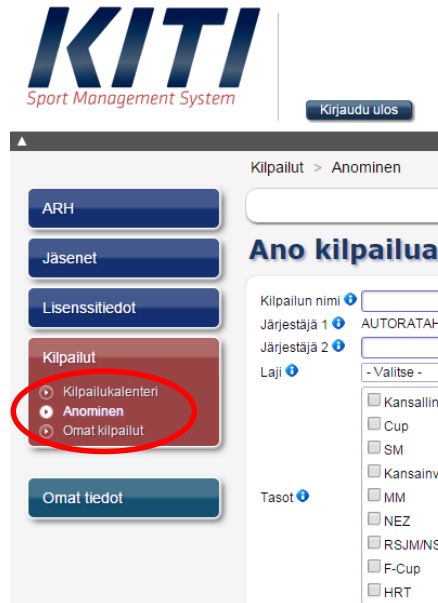 KITI
Sport Management System
Kirjaudu ulos
Kilpailut > Anominen
ARH
Jäsenet
Lisenssitiedot
Kilpailut
Kilpailukalenteri
Anominen
Omat kilpailut
Omat tiedot
Ano kilpailua
Kilpailun nimi
Järjestäjä 1 AUTORATAH
Järjestäjä 2
Laji - Valitse -
Tasot
Kansallin
Cup
SM
Kansainv
MM
NEZ
RSJM/NS
F-Cup
HRT